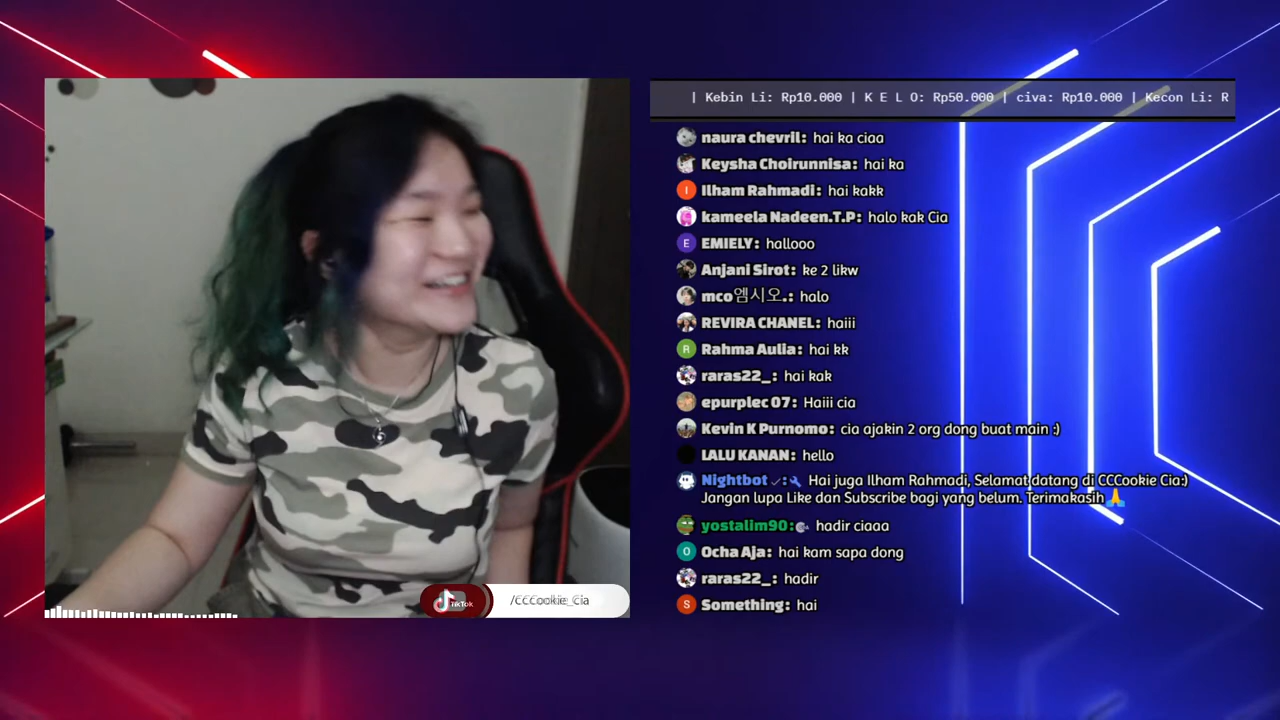 | Kebin Li: Rp10.000 | K E L O: Rp50.000 | civa: Rp10.000 | Kecon Li: R
naura chevril: hai ka ciaa
Keysha Choirunnisa: hai ka
I Ilham Rahmadi: hai kakk
kameela Nadeen.T.P: halo kak Cia
E EMIELY: hallooo
Anjani Sirot: ke 2 likw
mco엠시오.: halo
REVIRA CHANEL: haiii
R Rahma Aulia: hai kk
raras22_: hai kak
epurplec 07: Haiii cia
Kevin K Purnomo: cia ajakin 2 org dong buat main :)
LALU KANAN: hello
Nightbot ✓: Hai juga Ilham Rahmadi, Selamat datang di CCCookie Cia:)
Jangan lupa Like dan Subscribe bagi yang belum. Terimakasih🙏
yostalim90: hadir ciaaa
O Ocha Aja: hai kam sapa dong
raras22_: hadir
S Something: hai
TikTok /cccookie_cia